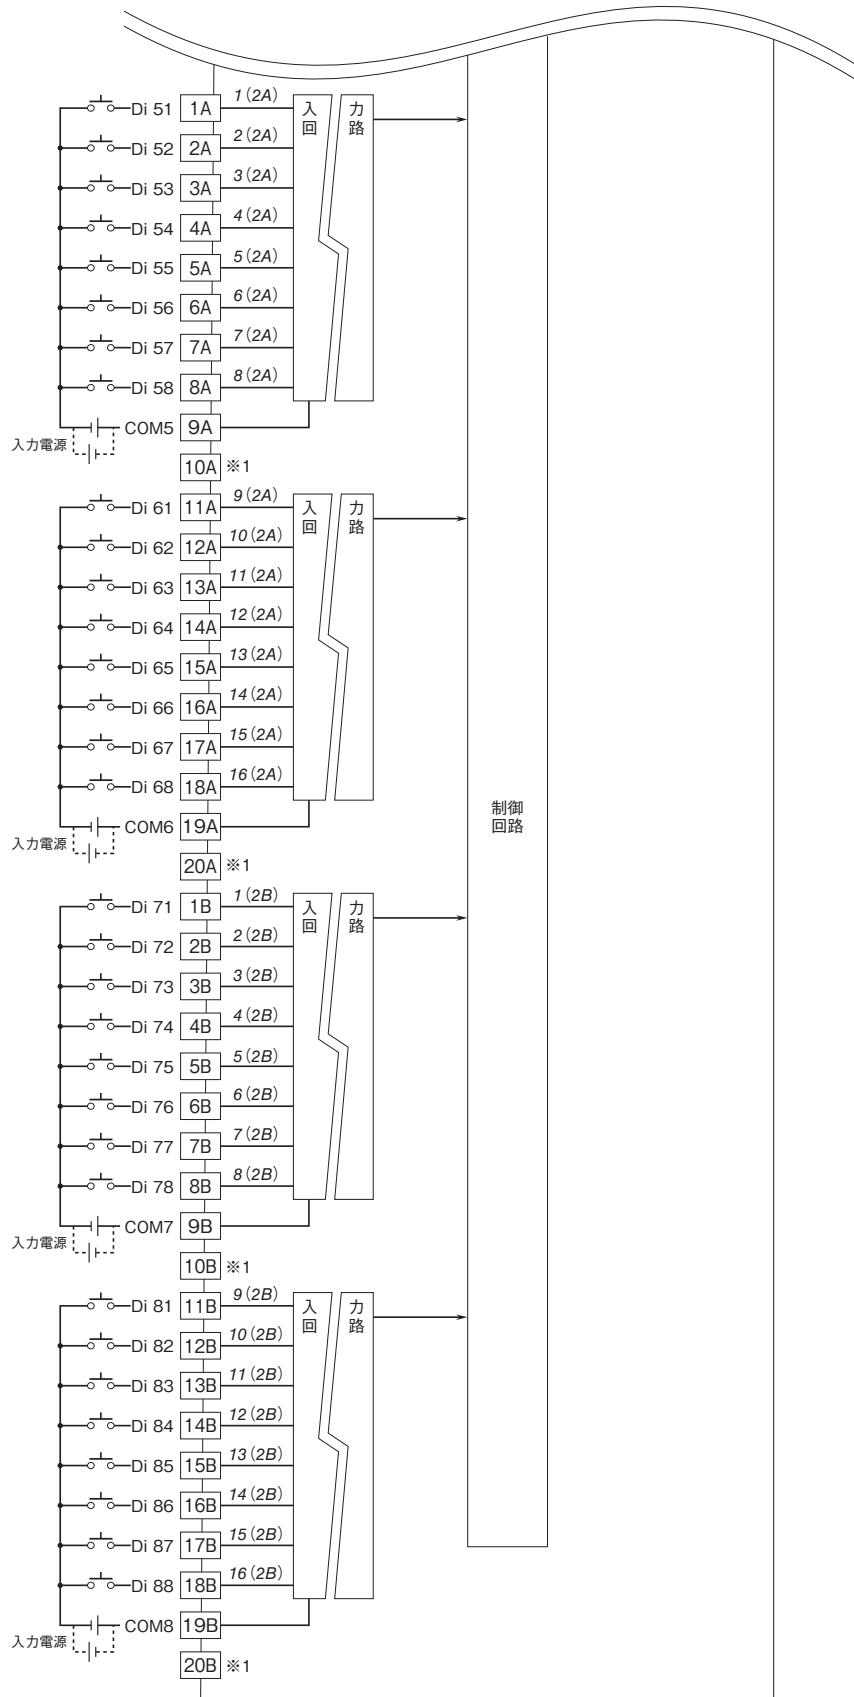 Di 51 1A 1(2A)
入 力
回 路
Di 52 2A 2(2A)
Di 53 3A 3(2A)
Di 54 4A 4(2A)
Di 55 5A 5(2A)
Di 56 6A 6(2A)
Di 57 7A 7(2A)
Di 58 8A 8(2A)
COM5 9A
入力電源
10A ※1
Di 61 11A 9(2A)
入 力
回 路
Di 62 12A 10(2A)
Di 63 13A 11(2A)
Di 64 14A 12(2A)
Di 65 15A 13(2A)
Di 66 16A 14(2A)
Di 67 17A 15(2A)
Di 68 18A 16(2A)
制御
回路
COM6 19A
入力電源
20A ※1
Di 71 1B 1(2B)
入 力
回 路
Di 72 2B 2(2B)
Di 73 3B 3(2B)
Di 74 4B 4(2B)
Di 75 5B 5(2B)
Di 76 6B 6(2B)
Di 77 7B 7(2B)
Di 78 8B 8(2B)
COM7 9B
入力電源
10B ※1
Di 81 11B 9(2B)
入 力
回 路
Di 82 12B 10(2B)
Di 83 13B 11(2B)
Di 84 14B 12(2B)
Di 85 15B 13(2B)
Di 86 16B 14(2B)
Di 87 17B 15(2B)
Di 88 18B 16(2B)
COM8 19B
入力電源
20B ※1